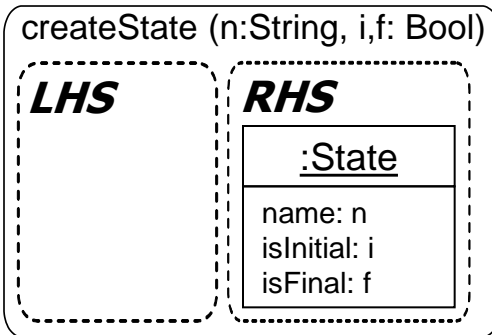 createState (n:String, i,f: Bool)
LHS
RHS
:State
name: n
isInitial: i
isFinal: f